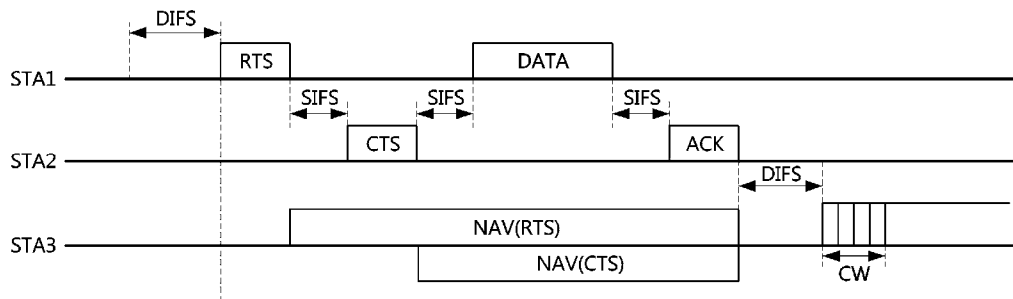 DIFS
STA1 RTS DATA
SIFS SIFS SIFS
STA2 CTS ACK
DIFS
STA3 NAV(RTS)
NAV(CTS) CW